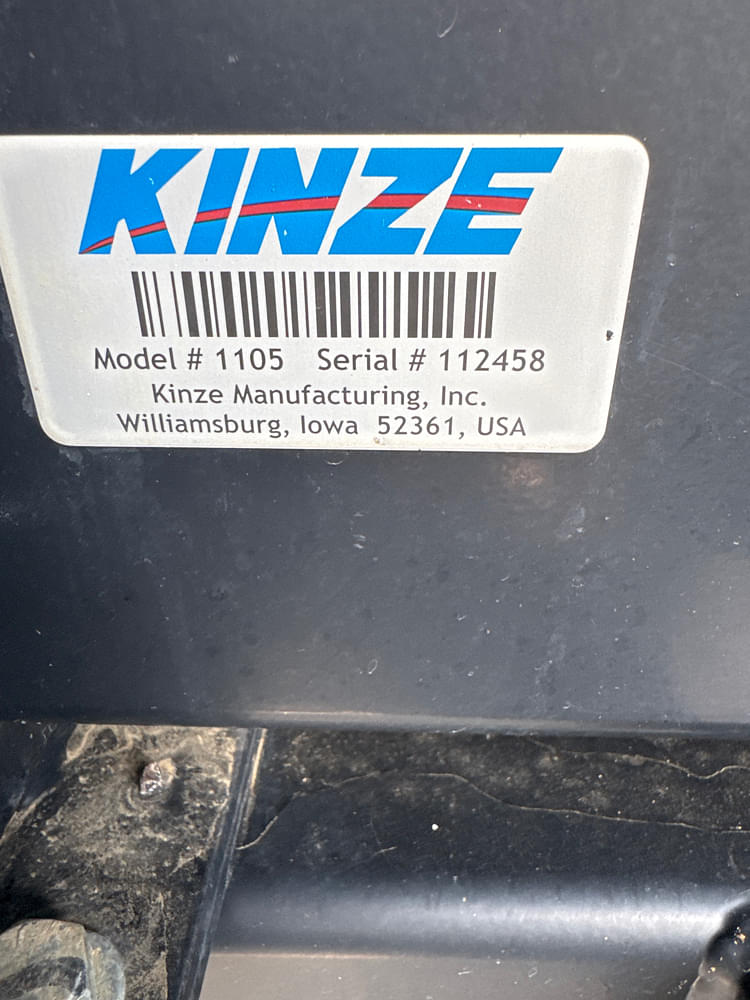 KINZE
Model # 1105 Serial # 112458
Kinze Manufacturing, Inc.
Williamsburg, Iowa 52361, USA